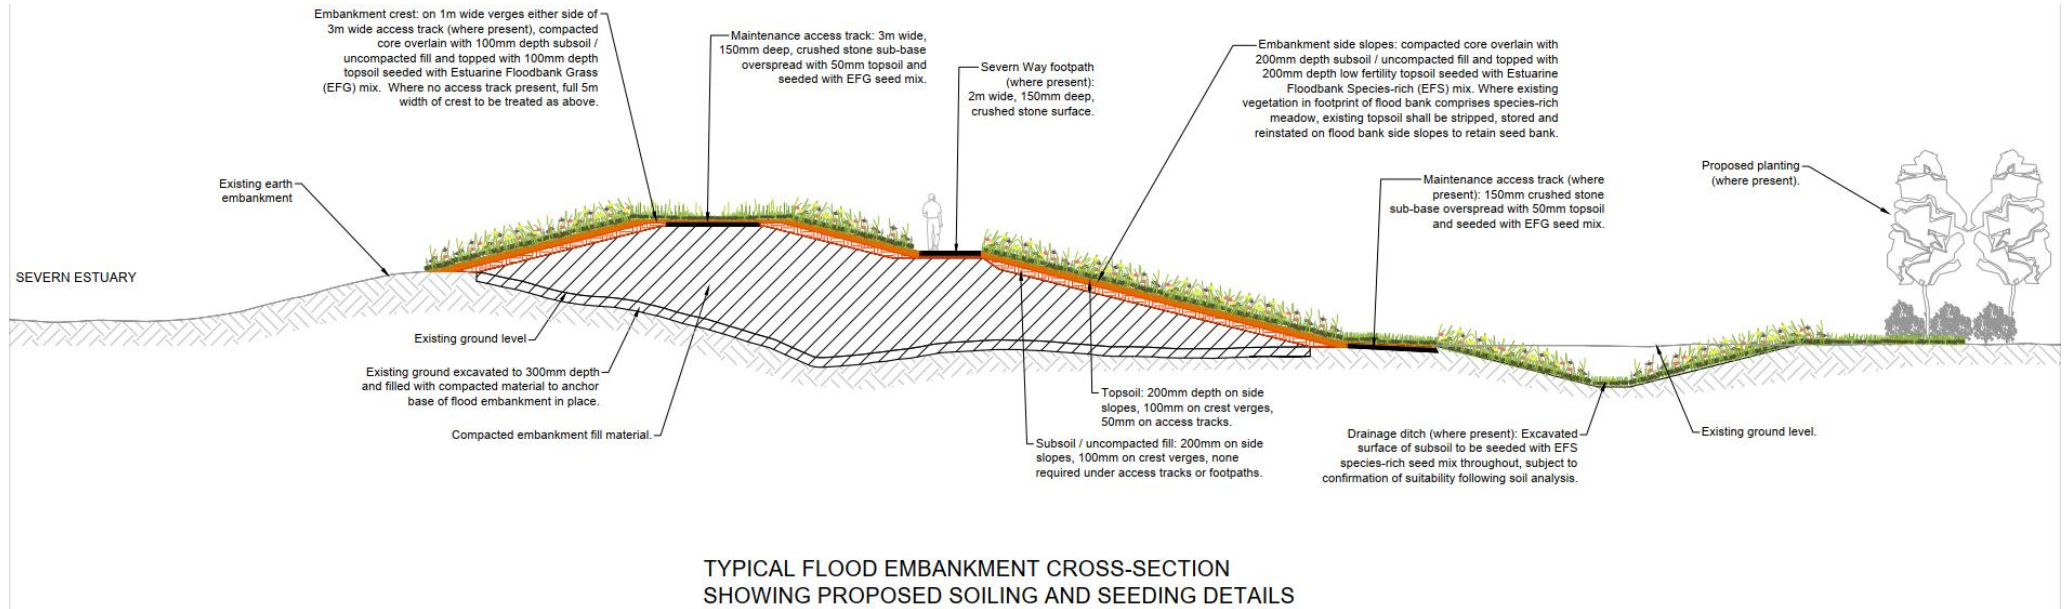 Embankment crest: on 1m wide verges either side of
3m wide access track (where present), compacted
core overlain with 100mm depth subsoil /
uncompacted fill and topped with 100mm depth
topsoil seeded with Estuarine Floodbank Grass
(EFG) mix. Where no access track present, full 5m
width of crest to be treated as above.
Maintenance access track: 3m wide,
150mm deep, crushed stone sub-base
overspread with 50mm topsoil and
seeded with EFG seed mix.
Severn Way footpath
(where present):
2m wide, 150mm deep,
crushed stone surface.
Embankment side slopes: compacted core overlain with
200mm depth subsoil / uncompacted fill and topped with
200mm depth low fertility topsoil seeded with Estuarine
Floodbank Species-rich (EFS) mix. Where existing
vegetation in footprint of flood bank comprises species-rich
meadow, existing topsoil shall be stripped, stored and
reinstated on flood bank side slopes to retain seed bank.
Proposed planting
(where present).
Existing earth
embankment
Maintenance access track (where
present): 150mm crushed stone
sub-base overspread with 50mm topsoil
and seeded with EFG seed mix.
SEVERN ESTUARY
Existing ground level
Existing ground excavated to 300mm depth
and filled with compacted material to anchor
base of flood embankment in place.
Compacted embankment fill material.
Topsoil: 200mm depth on side
slopes, 100mm on crest verges,
50mm on access tracks.
Subsoil / uncompacted fill: 200mm on side
slopes, 100mm on crest verges, none
required under access tracks or footpaths.
Drainage ditch (where present): Excavated
surface of subsoil to be seeded with EFS
species-rich seed mix throughout, subject to
confirmation of suitability following soil analysis.
Existing ground level.
TYPICAL FLOOD EMBANKMENT CROSS-SECTION
SHOWING PROPOSED SOILING AND SEEDING DETAILS